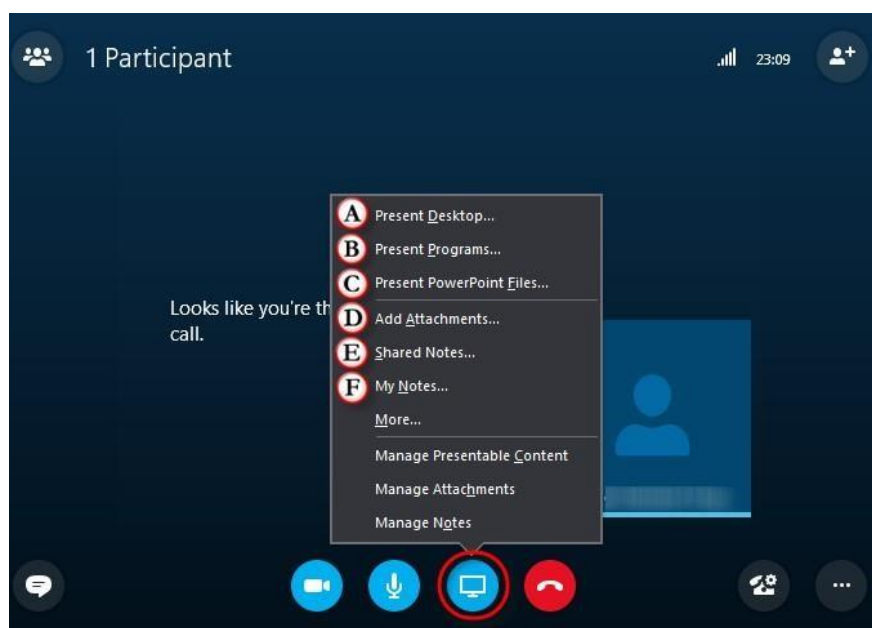 1 Participant
23:09
A Present Desktop...
B Present Programs...
C Present PowerPoint Files...
Looks like you're th
call.
D Add Attachments...
E Shared Notes...
F My Notes...
More...
Manage Presentable Content
Manage Attachments
Manage Notes